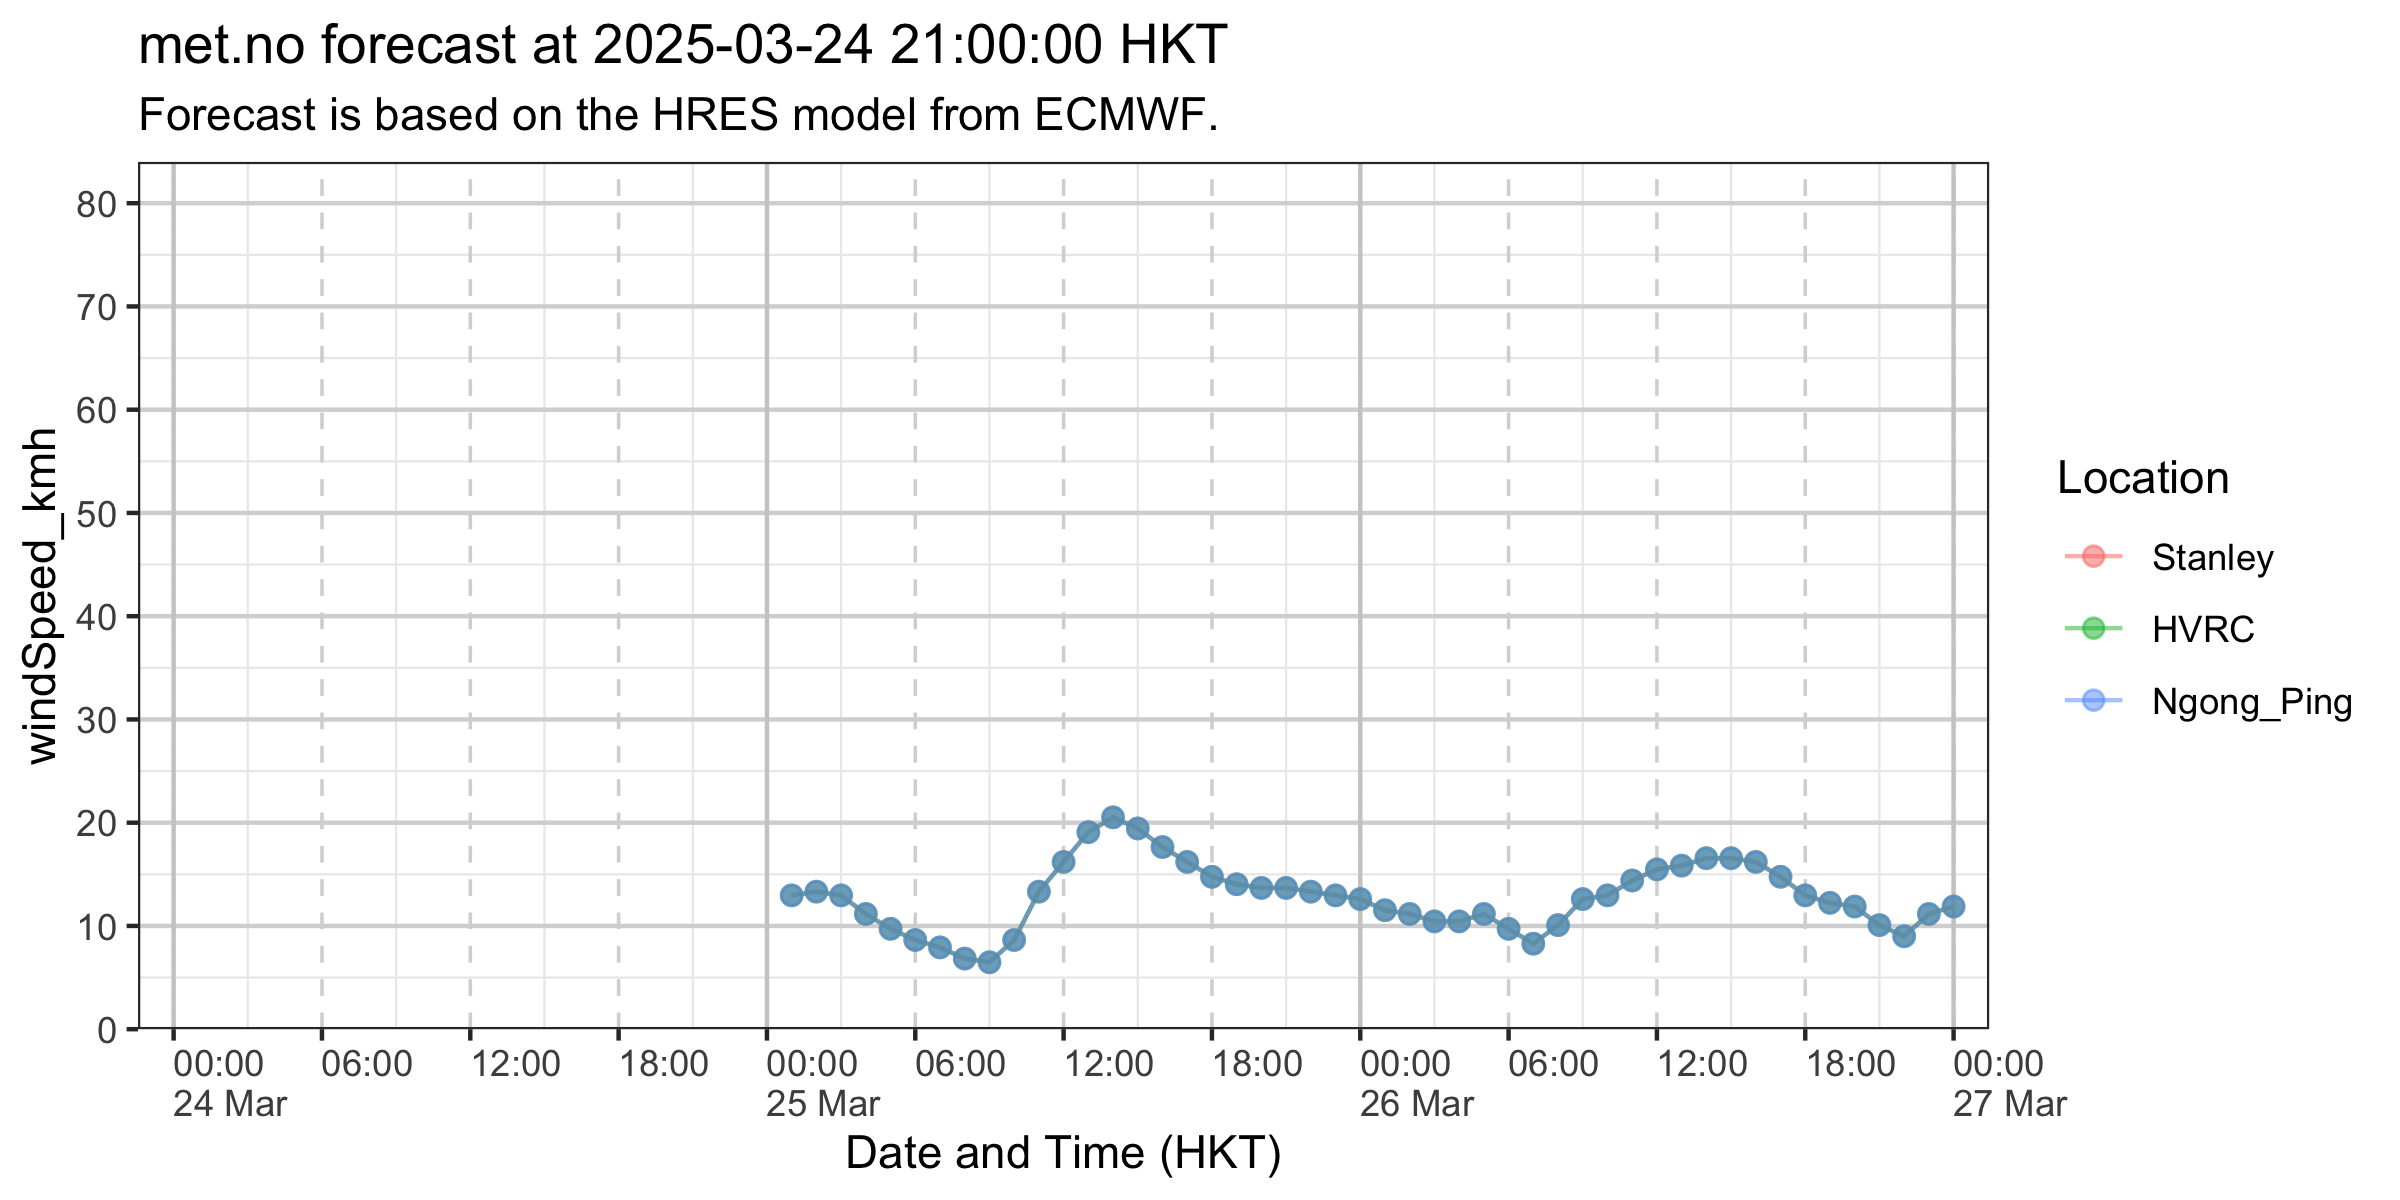 met.no forecast at 2025-03-24 21:00:00 HKT
Forecast is based on the HRES model from ECMWF.
windSpeed_kmh
80
70
60
50
40
30
20
10
0
00:00 06:00 12:00 18:00 00:00 06:00 12:00 18:00 00:00 06:00 12:00 18:00 00:00
24 Mar 25 Mar 26 Mar 27 Mar
Date and Time (HKT)
Location
Stanley
HVRC
Ngong_Ping